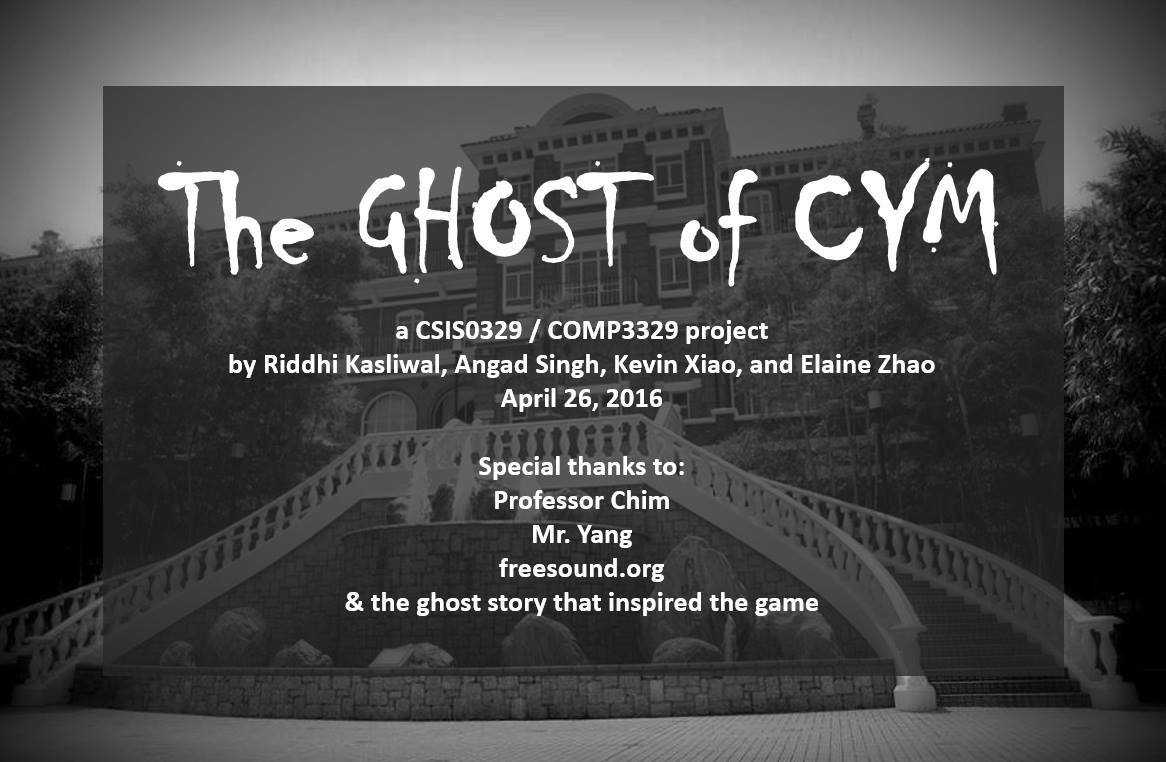 The GHOST of CYM
a CSIS0329 / COMP3329 project
by Riddhi Kasliwal, Angad Singh, Kevin Xiao, and Elaine Zhao
April 26, 2016
Special thanks to:
Professor Chim
Mr. Yang
freesound.org
& the ghost story that inspired the game